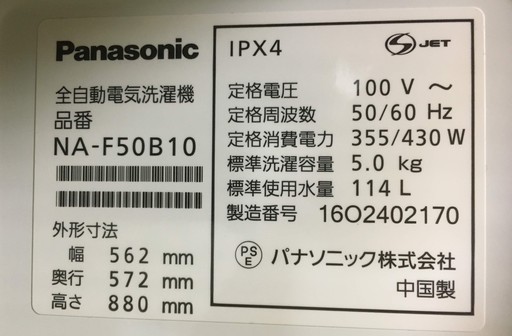 Panasonic
全自動電気洗濯機
品番
NA-F50B10
外形寸法
幅 562 mm
奥行 572 mm
高さ 880 mm
IPX4
S JET
定格電圧 100 V ～
定格周波数 50/60 Hz
定格消費電力 355/430 W
標準洗濯容量 5.0 kg
標準使用水量 114 L
製造番号 16O2402170
PS E パナソニック株式会社
中国製